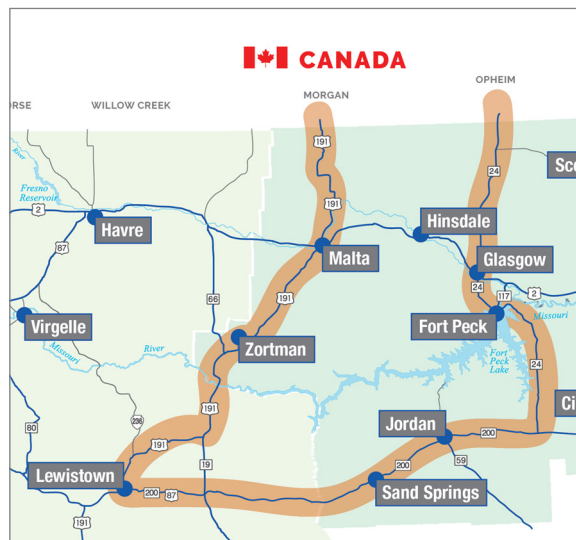 CANADA
OPHEIM
MORGAN
ORSE
WILLOW CREEK
River
191
24
Sco
Fresno
Reservoir
2
191
Havre
Hinsdale
87
Malta
Glasgow
191
24
117
2
66
Missouri
Virgelle
Fort Peck
Zortman
Missouri
River
Fort
Peck
Lake
24
191
Ci
236
Jordan
80
191
200
19
200
59
Lewistown
200
87
Sand Springs
191